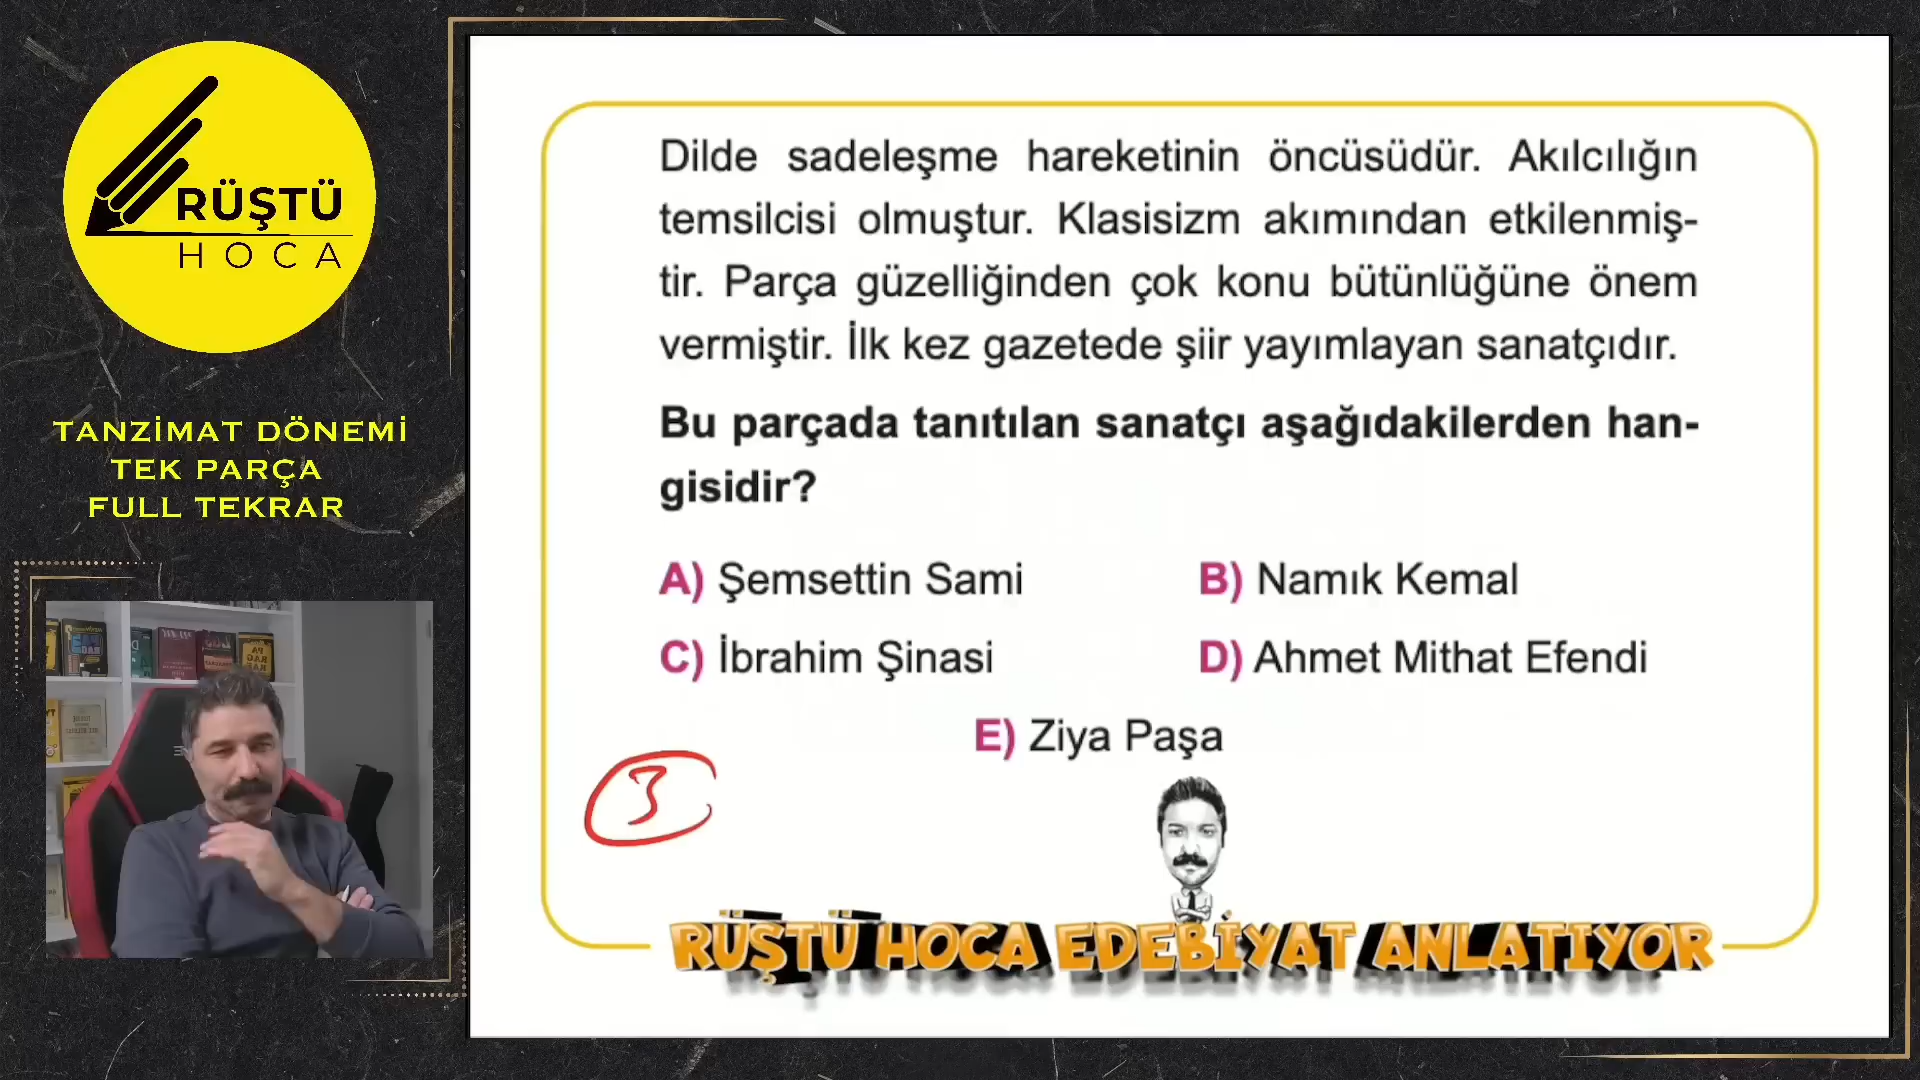 RÜŞTÜ
HOCA
TANZİMAT DÖNEMİ
TEK PARÇA
FULL TEKRAR
Dilde sadeleşme hareketinin öncüsüdür. Akılcılığın
temsilcisi olmuştur. Klasisizm akımından etkilenmiş-
tir. Parça güzelliğinden çok konu bütünlüğüne önem
vermiştir. İlk kez gazetede şiir yayımlayan sanatçıdır.
Bu parçada tanıtılan sanatçı aşağıdakilerden han-
gisidir?
A) Şemsettin Sami
B) Namık Kemal
C) İbrahim Şinasi
D) Ahmet Mithat Efendi
E) Ziya Paşa
3
RÜŞTÜ HOCA EDEBİYAT ANLATIYOR